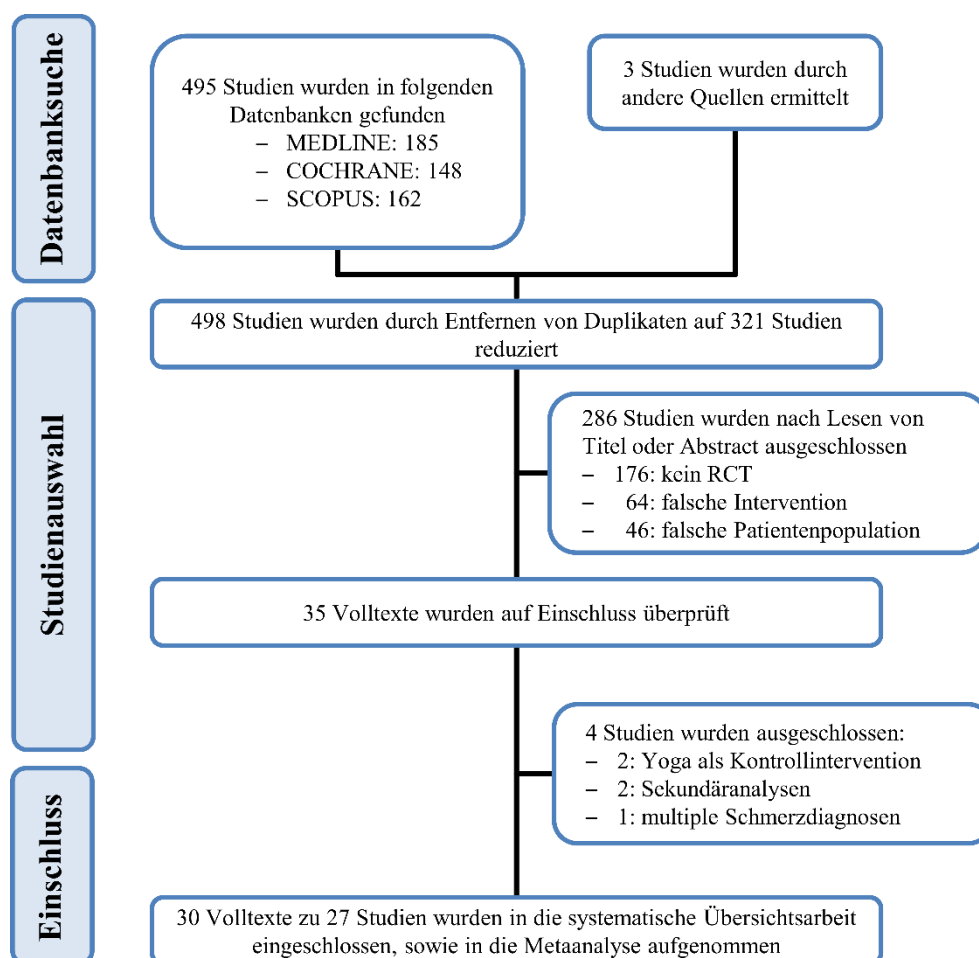 Datenbanksuche
495 Studien wurden in folgenden
Datenbanken gefunden
– MEDLINE: 185
– COCHRANE: 148
– SCOPUS: 162
3 Studien wurden durch
andere Quellen ermittelt
Studienauswahl
498 Studien wurden durch Entfernen von Duplikaten auf 321 Studien
reduziert
286 Studien wurden nach Lesen von
Titel oder Abstract ausgeschlossen
– 176: kein RCT
– 64: falsche Intervention
– 46: falsche Patientenpopulation
35 Volltexte wurden auf Einschluss überprüft
4 Studien wurden ausgeschlossen:
– 2: Yoga als Kontrollintervention
– 2: Sekundäranalysen
– 1: multiple Schmerzdiagnosen
Einschluss
30 Volltexte zu 27 Studien wurden in die systematische Übersichtsarbeit
eingeschlossen, sowie in die Metaanalyse aufgenommen